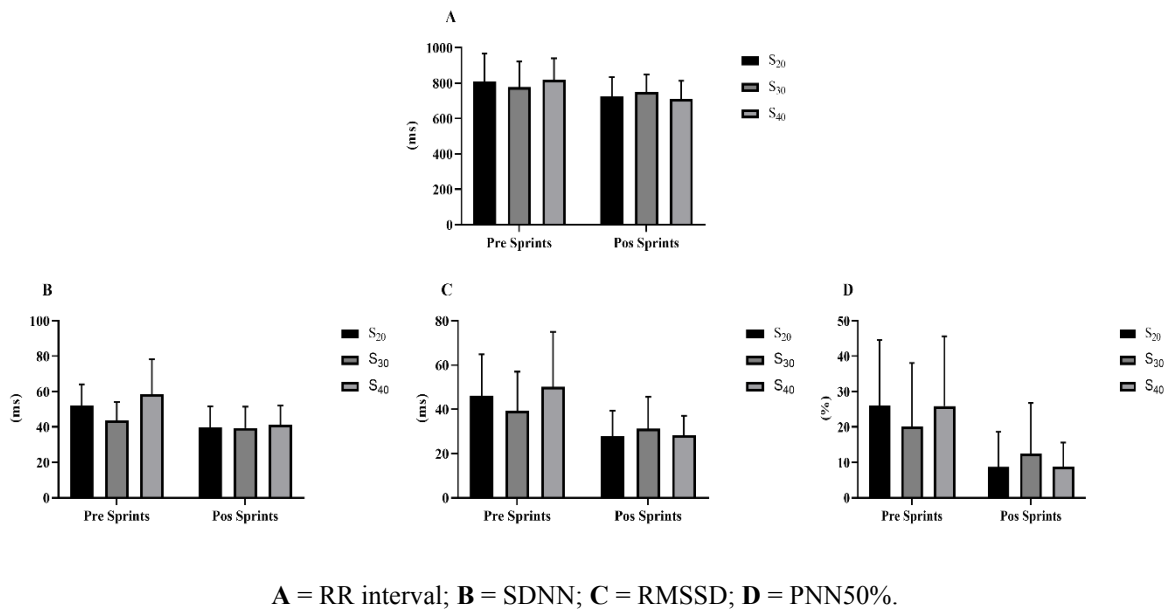 A
1000
800
600
400
200
0
(ms)
Pre Sprints
Pos Sprints
S₂₀
S₃₀
S₄₀
B
100
80
60
40
20
0
(ms)
Pre Sprints
Pos Sprints
S₂₀
S₃₀
S₄₀
C
80
60
40
20
0
(ms)
Pre Sprints
Pos Sprints
S₂₀
S₃₀
S₄₀
D
50
40
30
20
10
0
(%)
Pre Sprints
Pos Sprints
S₂₀
S₃₀
S₄₀
A = RR interval; B = SDNN; C = RMSSD; D = PNN50%.